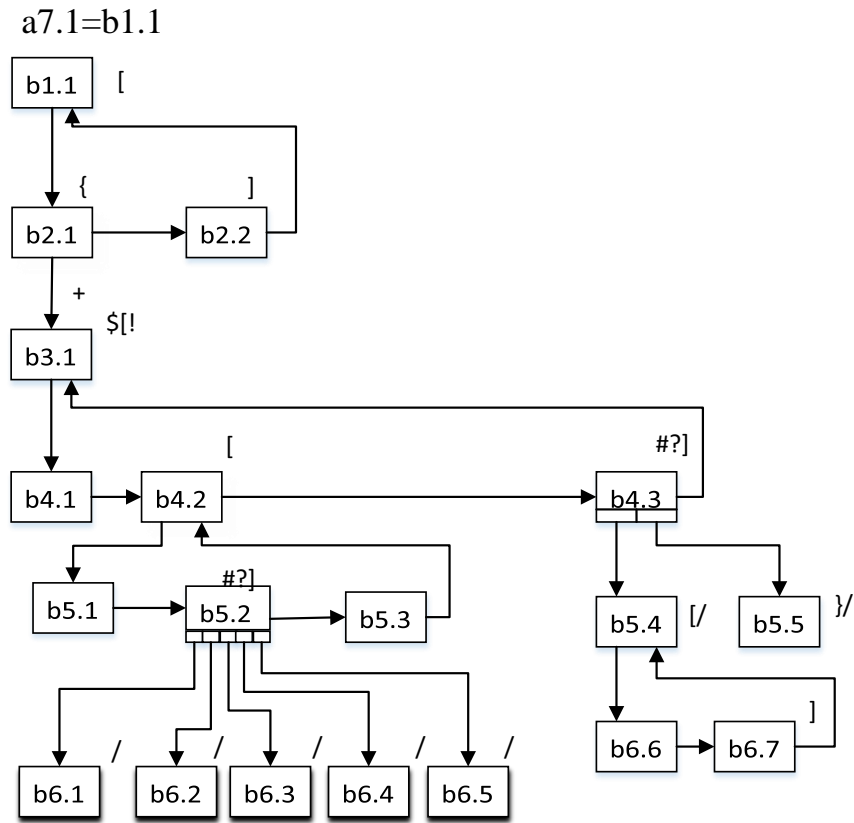 a7.1=b1.1
b1.1 [
{ ]
b2.1 b2.2
+
$[!
b3.1
[ #?]
b4.1 b4.2 b4.3
#?]
b5.1 b5.2 b5.3 b5.4 [/ b5.5 }/
]
/ / / / /
b6.6 b6.7
b6.1 b6.2 b6.3 b6.4 b6.5